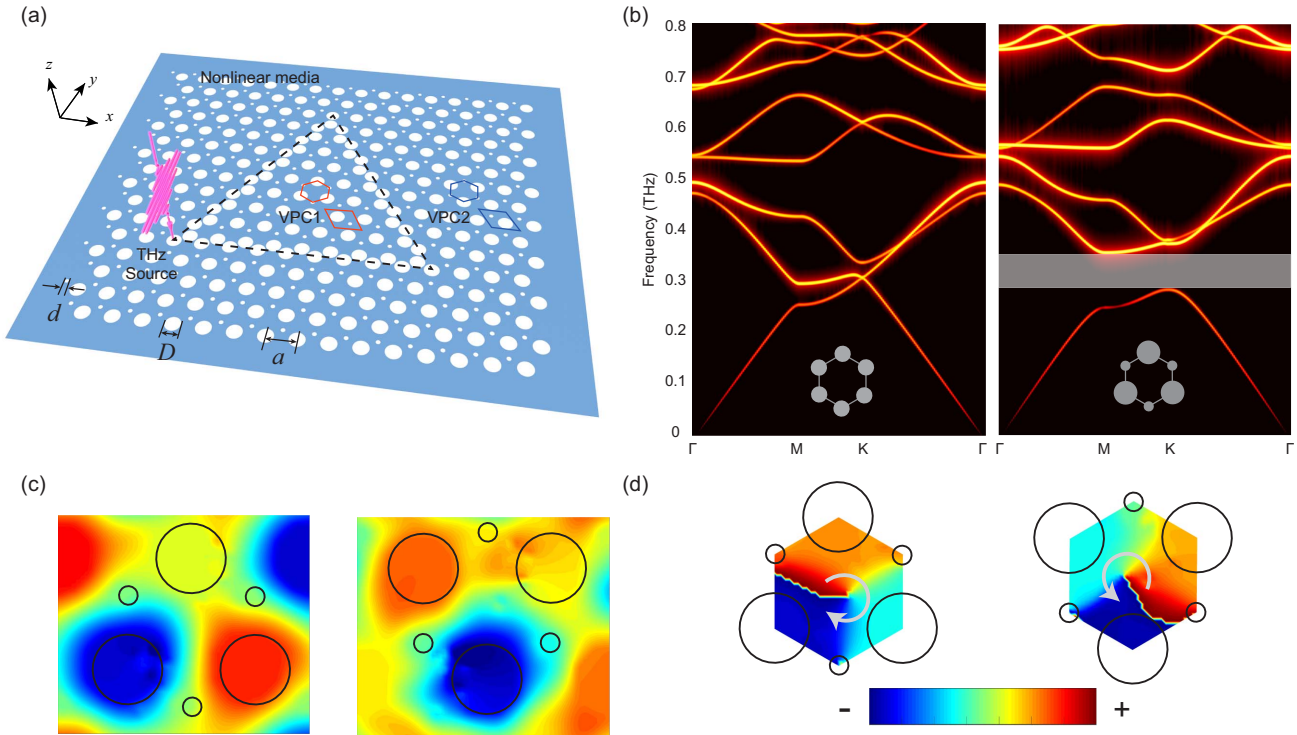 (a)
z
y
x
Nonlinear media
VPC1
VPC2
THz
Source
d
D
a
(b)
Frequency (THz)
0.8
0.7
0.6
0.5
0.4
0.3
0.2
0.1
0
Γ M K Γ
Γ M K Γ
(c)
(d)
- +